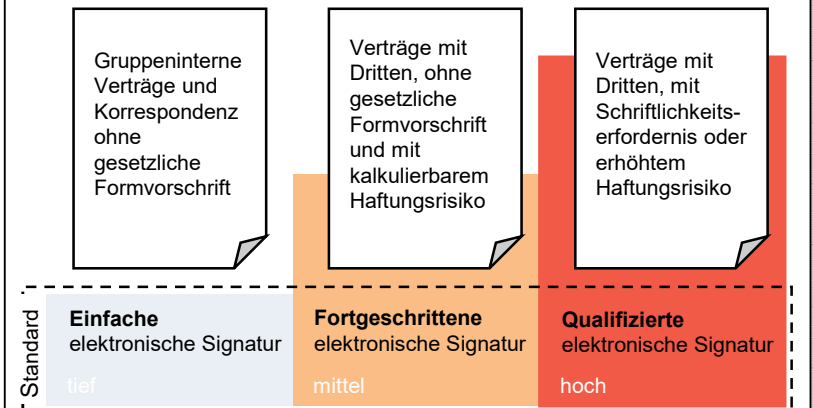 Gruppeninterne
Verträge und
Korrespondenz
ohne
gesetzliche
Formvorschrift
Verträge mit
Dritten, ohne
gesetzliche
Formvorschrift
und mit
kalkulierbarem
Haftungsrisiko
Verträge mit
Dritten, mit
Schriftlichkeits-
erfordernis oder
erhöhtem
Haftungsrisiko
Standard
Einfache
elektronische Signatur
tief
Fortgeschrittene
elektronische Signatur
mittel
Qualifizierte
elektronische Signatur
hoch